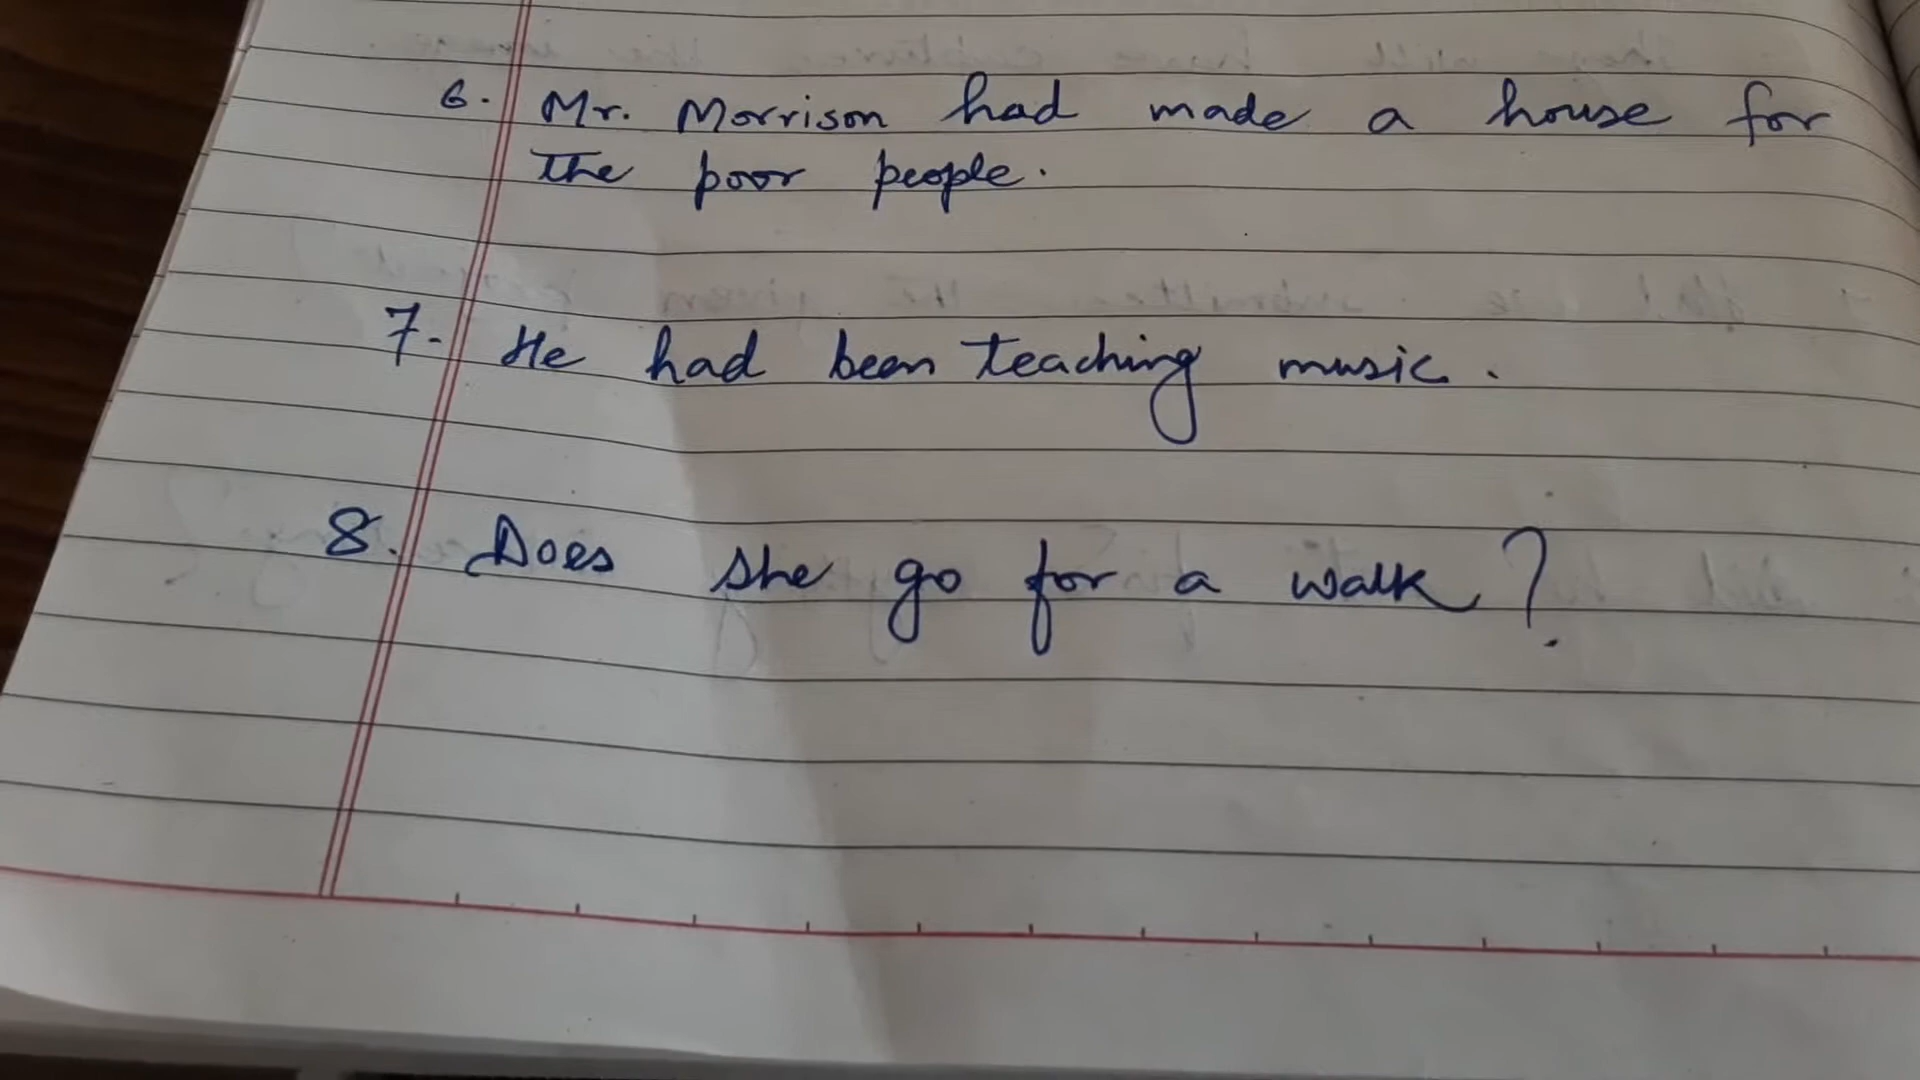 6. Mr. Morrison had made a house for
the poor people.
7. He had been teaching music.
8. Does she go for a walk?